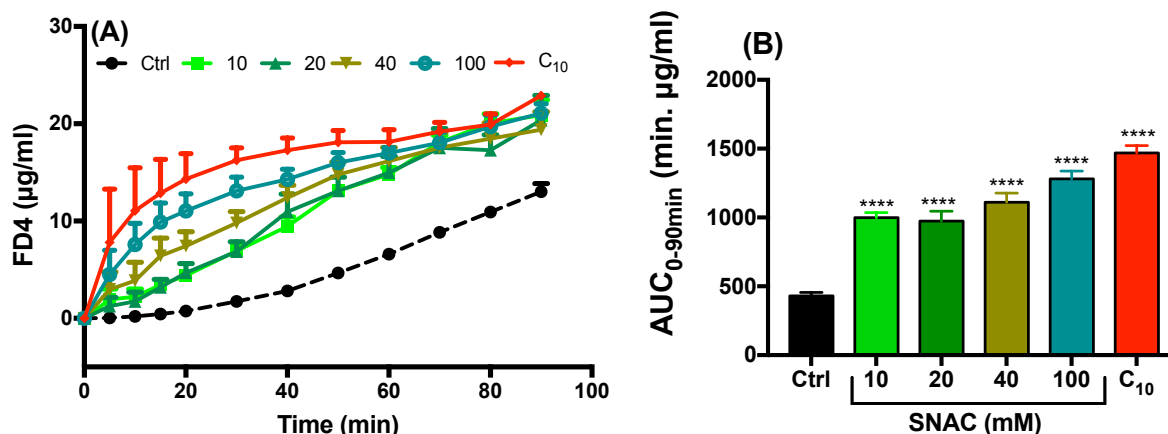 (A)
Ctrl 10 20 40 100 C₁₀
30
20
10
0
FD4 (µg/ml)
0 20 40 60 80 100
Time (min)
(B)
2000
1500
1000
500
0
AUC₀₋₉₀ₘᵢₙ (min. µg/ml)
**** **** **** **** ****
Ctrl 10 20 40 100 C₁₀
SNAC (mM)